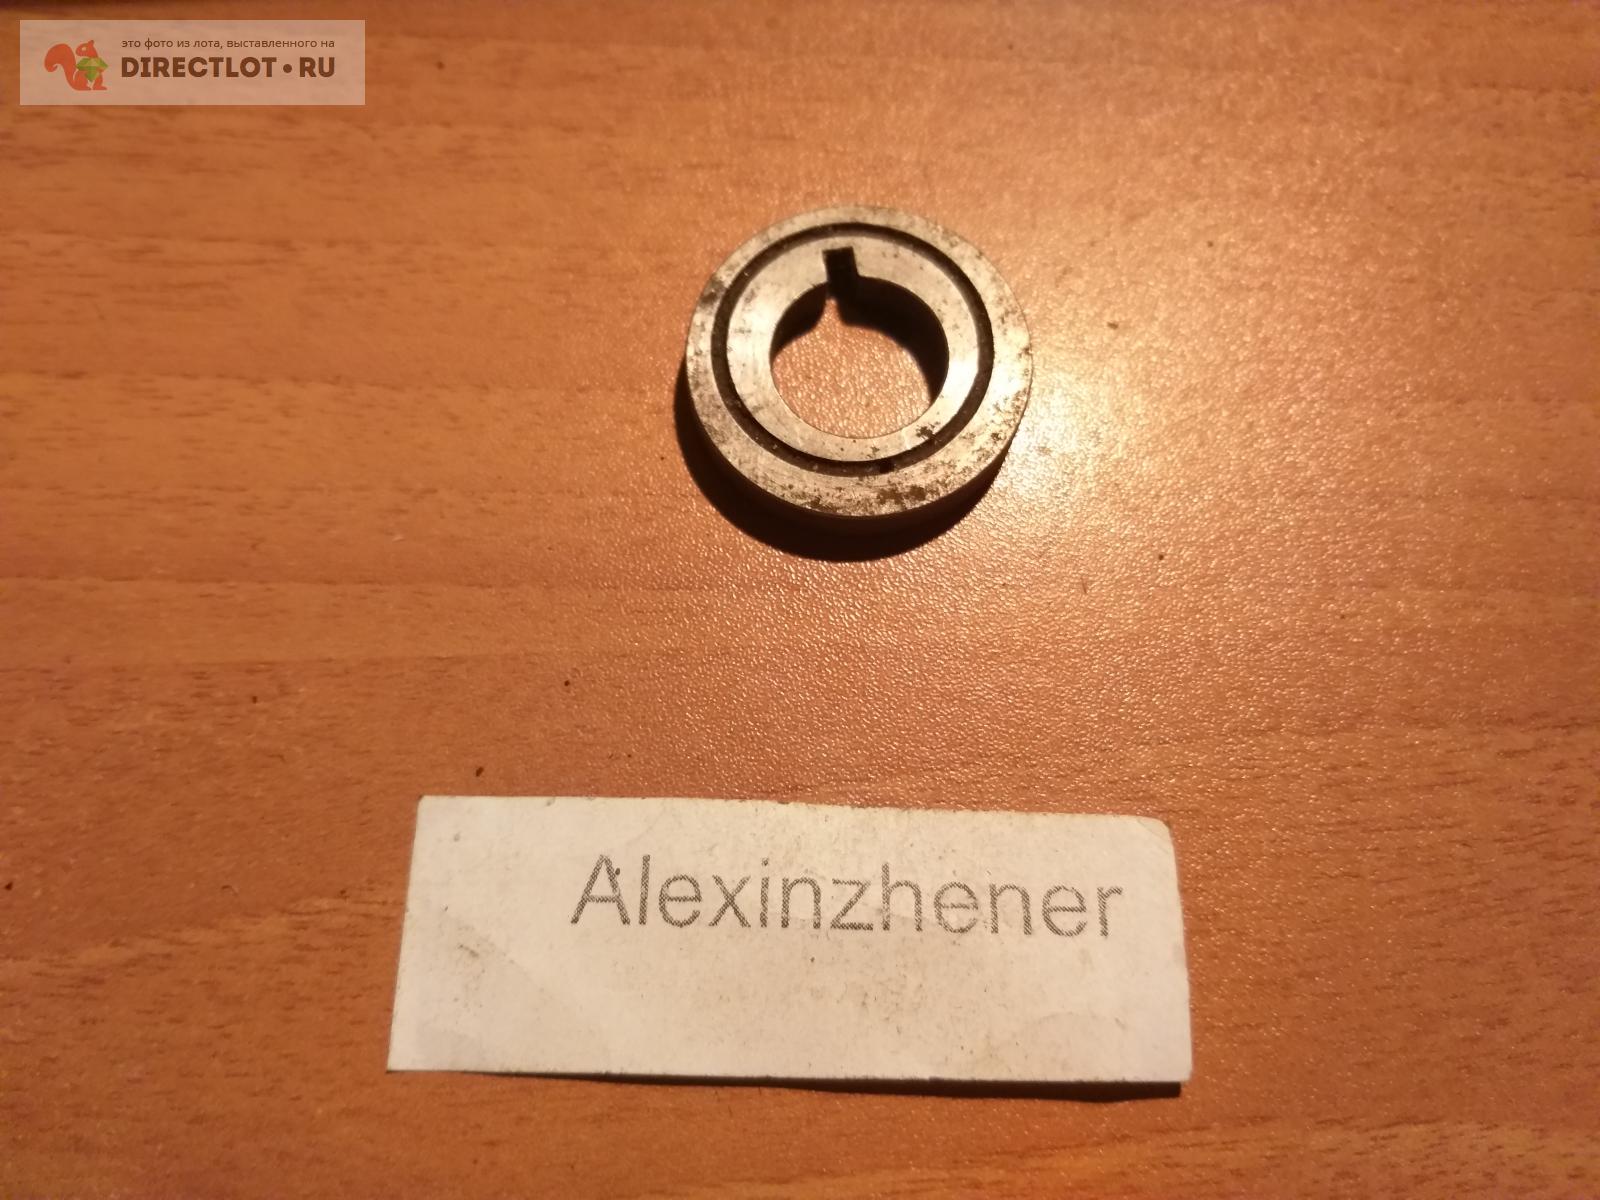 это фото из лота, выставленного на
DIRECTLOT•RU
Alexinzhener